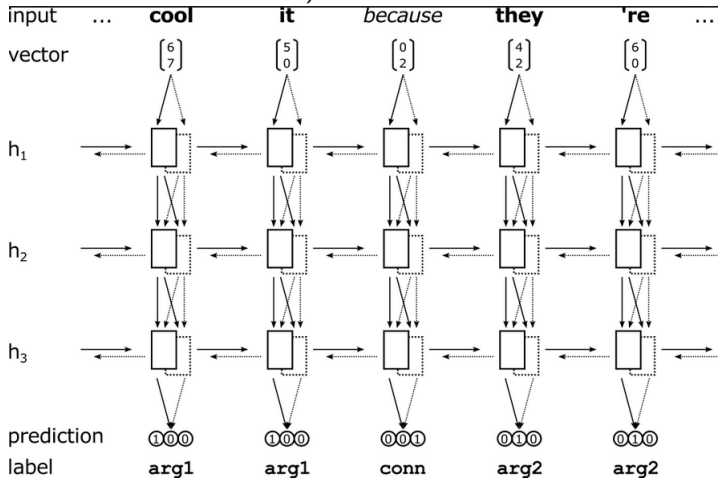 input ... cool it because they 're ...
vector [6 7] [5 0] [0 2] [4 2] [6 0]
h1
h2
h3
prediction 100 100 001 010 010
label arg1 arg1 conn arg2 arg2